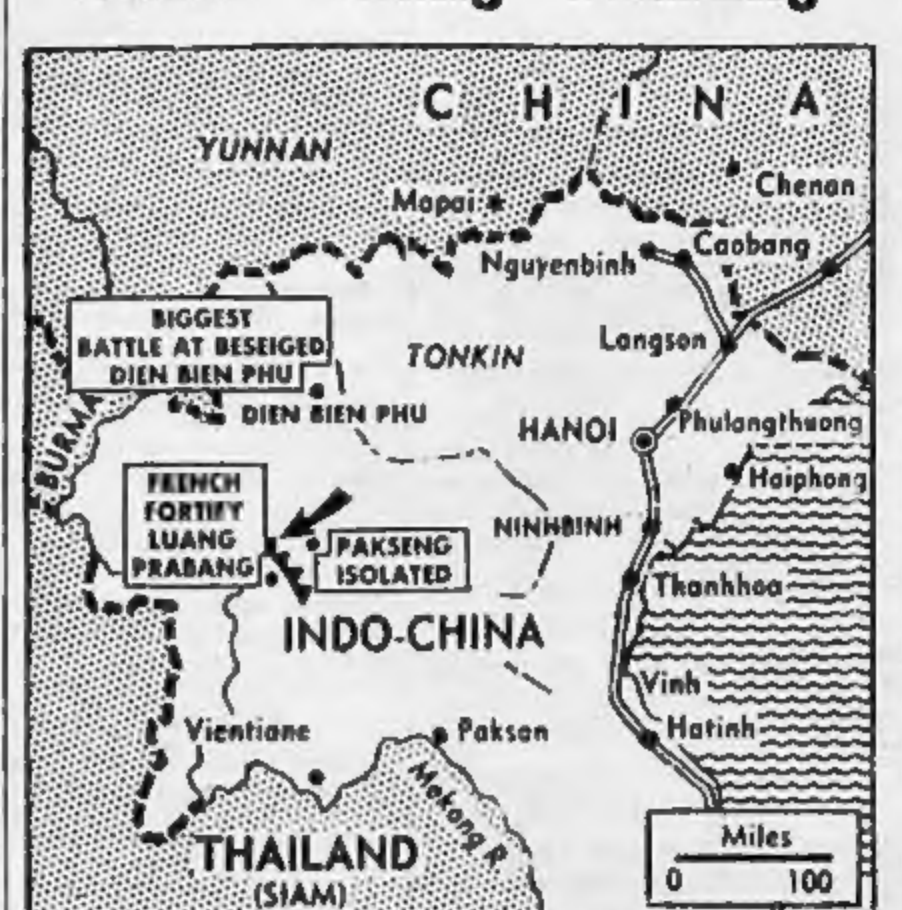 C H I N A
YUNNAN
Chenan
Mapai
Caobang
Nguyenbinh
BIGGEST
BATTLE AT BESEIGED
DIEN BIEN PHU
Langson
TONKIN
DIEN BIEN PHU
Phulangthuong
HANOI
BURMA
Haiphong
FRENCH
FORTIFY
LUANG
PRABANG
NINHBINH
PAKSENG
ISOLATED
Thanhhoa
INDO-CHINA
Vinh
Vientiane
Paksan
Hatinh
Mekong R.
THAILAND
(SIAM)
Miles
0 100